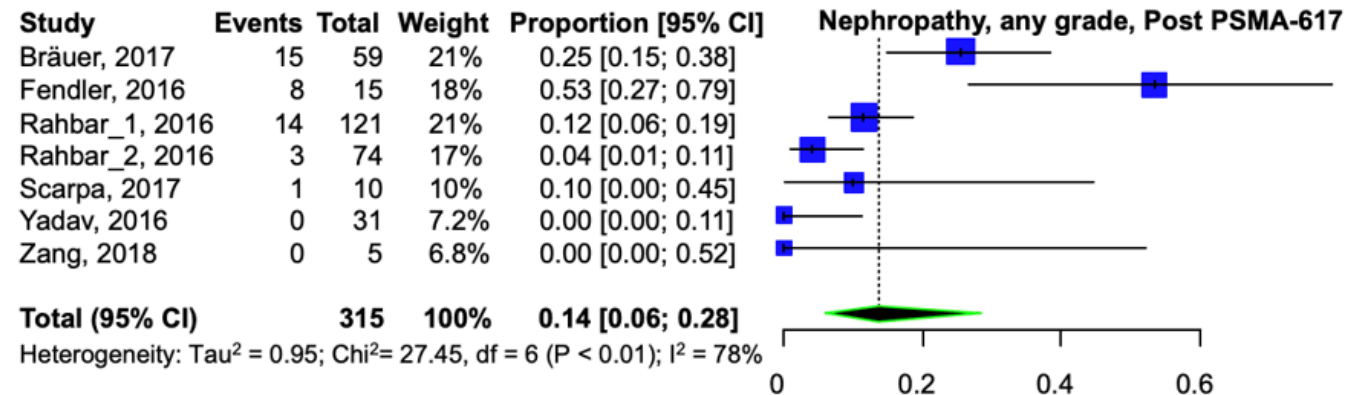 Study Events Total Weight Proportion [95% CI] Nephropathy, any grade, Post PSMA-617
Bräuer, 2017 15 59 21% 0.25 [0.15; 0.38]
Fendler, 2016 8 15 18% 0.53 [0.27; 0.79]
Rahbar_1, 2016 14 121 21% 0.12 [0.06; 0.19]
Rahbar_2, 2016 3 74 17% 0.04 [0.01; 0.11]
Scarpa, 2017 1 10 10% 0.10 [0.00; 0.45]
Yadav, 2016 0 31 7.2% 0.00 [0.00; 0.11]
Zang, 2018 0 5 6.8% 0.00 [0.00; 0.52]
Total (95% CI) 315 100% 0.14 [0.06; 0.28]
Heterogeneity: Tau² = 0.95; Chi²= 27.45, df = 6 (P < 0.01); I² = 78%
0 0.2 0.4 0.6